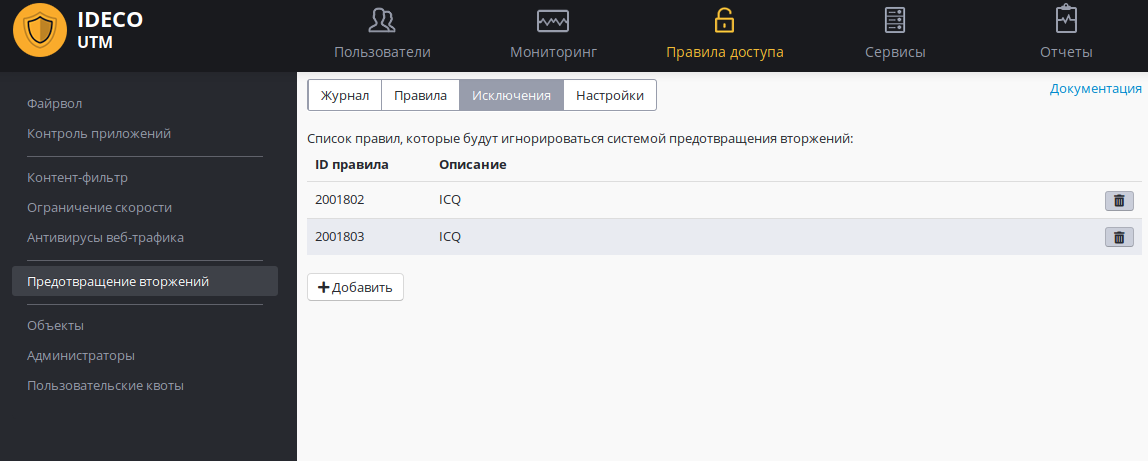 IDECO
UTM
Пользователи
Мониторинг
Правила доступа
Сервисы
Отчеты
Файрвол
Контроль приложений
Контент-фильтр
Ограничение скорости
Антивирусы веб-трафика
Предотвращение вторжений
Объекты
Администраторы
Пользовательские квоты
Журнал Правила Исключения Настройки
Документация
Список правил, которые будут игнорироваться системой предотвращения вторжений:
ID правила Описание
2001802 ICQ
2001803 ICQ
Добавить